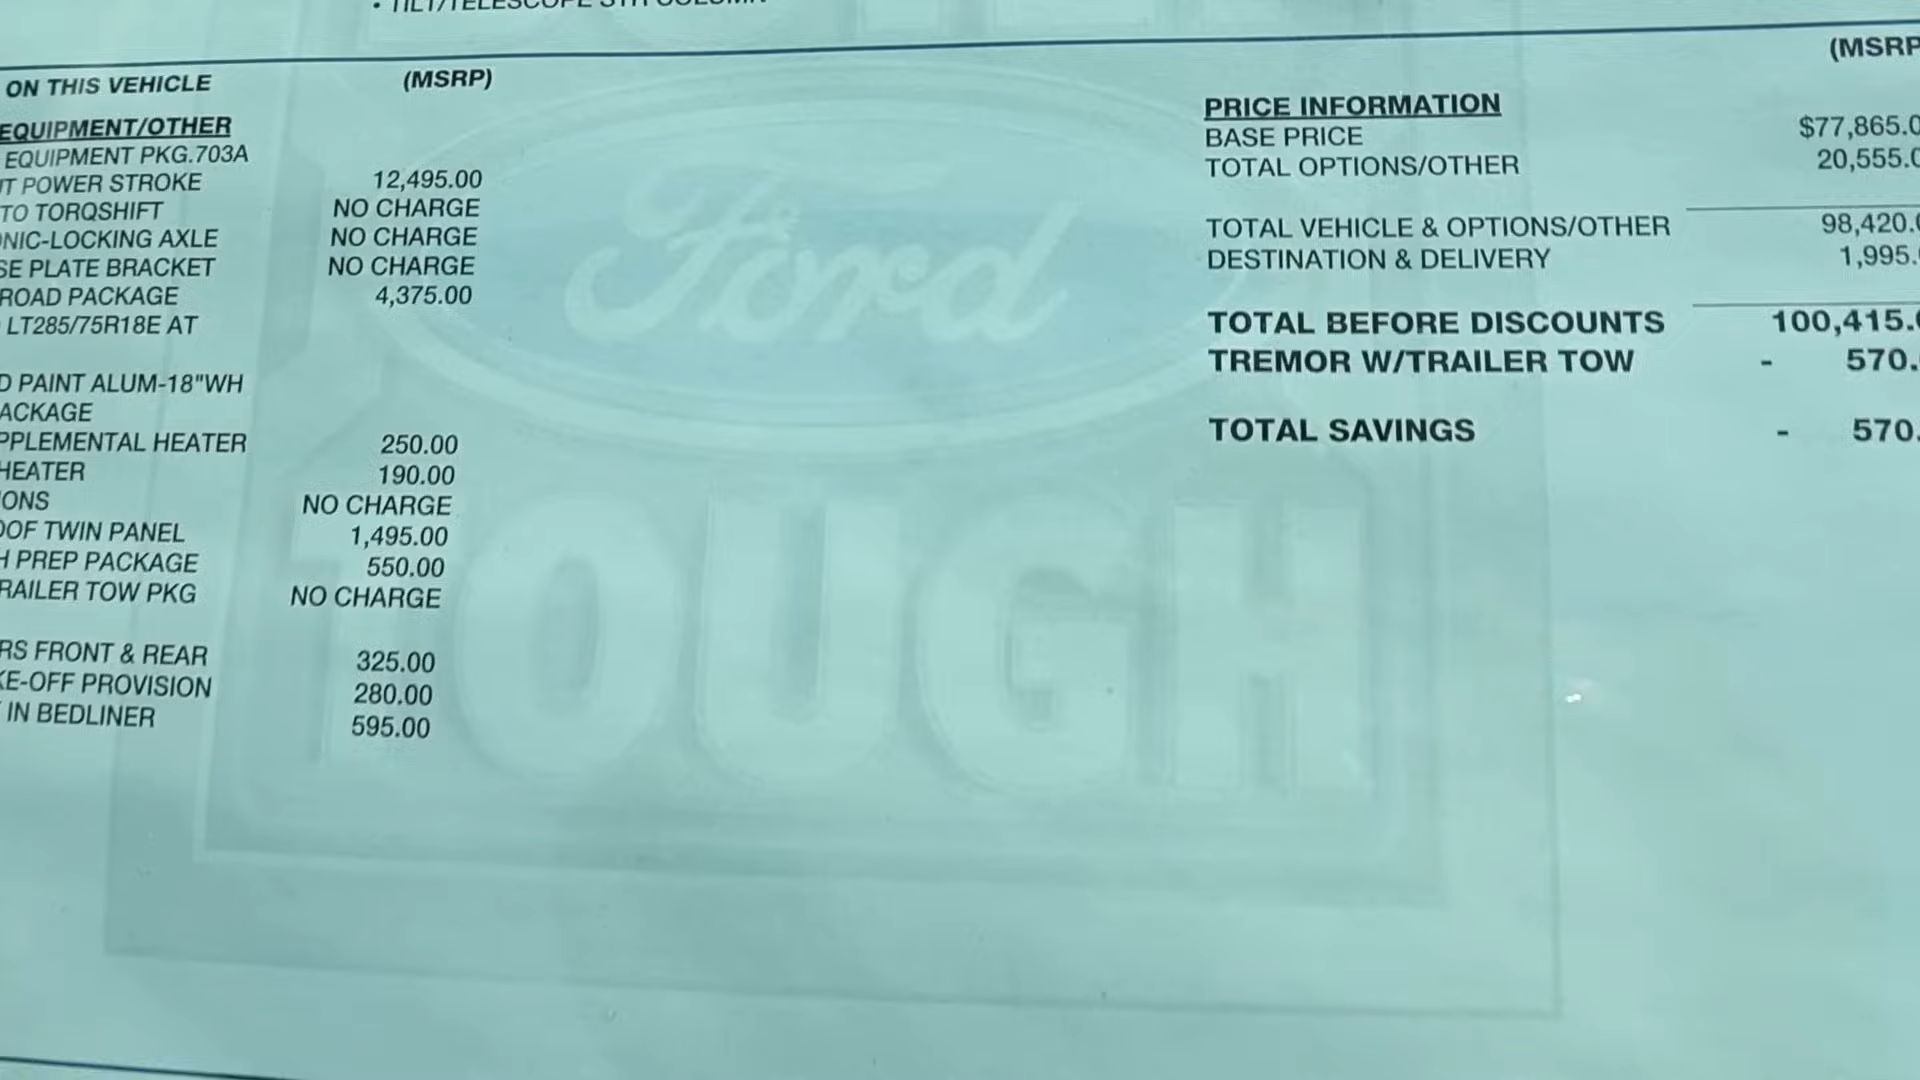 • TILT/TELESCOPE STR COLUMN
ON THIS VEHICLE (MSRP)
EQUIPMENT/OTHER
EQUIPMENT PKG.703A
IT POWER STROKE 12,495.00
TO TORQSHIFT NO CHARGE
ONIC-LOCKING AXLE NO CHARGE
SE PLATE BRACKET NO CHARGE
ROAD PACKAGE 4,375.00
LT285/75R18E AT
D PAINT ALUM-18"WH
ACKAGE
PPLEMENTAL HEATER 250.00
HEATER 190.00
IONS NO CHARGE
OOF TWIN PANEL 1,495.00
H PREP PACKAGE 550.00
RAILER TOW PKG NO CHARGE
RS FRONT & REAR 325.00
KE-OFF PROVISION 280.00
IN BEDLINER 595.00
(MSRP
PRICE INFORMATION
BASE PRICE $77,865.0
TOTAL OPTIONS/OTHER 20,555.0
TOTAL VEHICLE & OPTIONS/OTHER 98,420.0
DESTINATION & DELIVERY 1,995.
TOTAL BEFORE DISCOUNTS 100,415.0
TREMOR W/TRAILER TOW - 570.
TOTAL SAVINGS - 570.
Ford
TOUGH